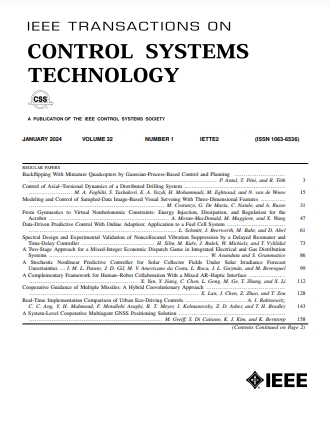 IEEE TRANSACTIONS ON
CONTROL SYSTEMS
TECHNOLOGY
CSS
A PUBLICATION OF THE IEEE CONTROL SYSTEMS SOCIETY
JANUARY 2024 VOLUME 32 NUMBER 1 IETTE2 (ISSN 1063-6536)
REGULAR PAPERS
Backflipping With Miniature Quadcopters by Gaussian-Process-Based Control and Planning
P. Antal, T. Péni, and R. Tóth 3
Control of Axial–Torsional Dynamics of a Distributed Drilling System
M. A. Faghihi, S. Tashakori, E. A. Yazdi, H. Mohammadi, M. Eghtesad, and N. van de Wouw 15
Modeling and Control of Sampled-Data Image-Based Visual Servoing With Three-Dimensional Features
M. Costanzo, G. De Maria, C. Natale, and A. Russo 31
From Gymnastics to Virtual Nonholonomic Constraints: Energy Injection, Dissipation, and Regulation for the
Acrobot A. Moran-MacDonald, M. Maggiore, and X. Wang 47
Data-Driven Predictive Control With Online Adaptation: Application to a Fuel Cell System
L. Schmitt, J. Beerwerth, M. Bahr, and D. Abel 61
Spectral Design and Experimental Validation of Noncollocated Vibration Suppression by a Delayed Resonator and
Time-Delay Controller H. Silm, M. Kuře, J. Bušek, W. Michiels, and T. Vyhlídal 73
A Two-Stage Approach for a Mixed-Integer Economic Dispatch Game in Integrated Electrical and Gas Distribution
Systems W. Ananduta and S. Grammatico 86
A Stochastic Nonlinear Predictive Controller for Solar Collector Fields Under Solar Irradiance Forecast
Uncertainties J. M. L. Pataro, J. D. Gil, M. V. Americano da Costa, L. Roca, J. L. Guzmán, and M. Berenguel 99
A Complementary Framework for Human–Robot Collaboration With a Mixed AR–Haptic Interface
X. Yan, Y. Jiang, C. Chen, L. Gong, M. Ge, T. Zhang, and X. Li 112
Cooperative Guidance of Multiple Missiles: A Hybrid Coevolutionary Approach
X. Lan, J. Chen, Z. Zhao, and T. Zou 128
Real-Time Implementation Comparison of Urban Eco-Driving Controls A. I. Rabinowitz,
C. C. Ang, Y. H. Mahmoud, F. Motallebi Araghi, R. T. Meyer, I. Kolmanovsky, Z. D. Asher, and T. H. Bradley 143
A System-Level Cooperative Multiagent GNSS Positioning Solution
M. Greiff, S. Di Cairano, K. J. Kim, and K. Berntorp 158
(Contents Continued on Page 2)
IEEE